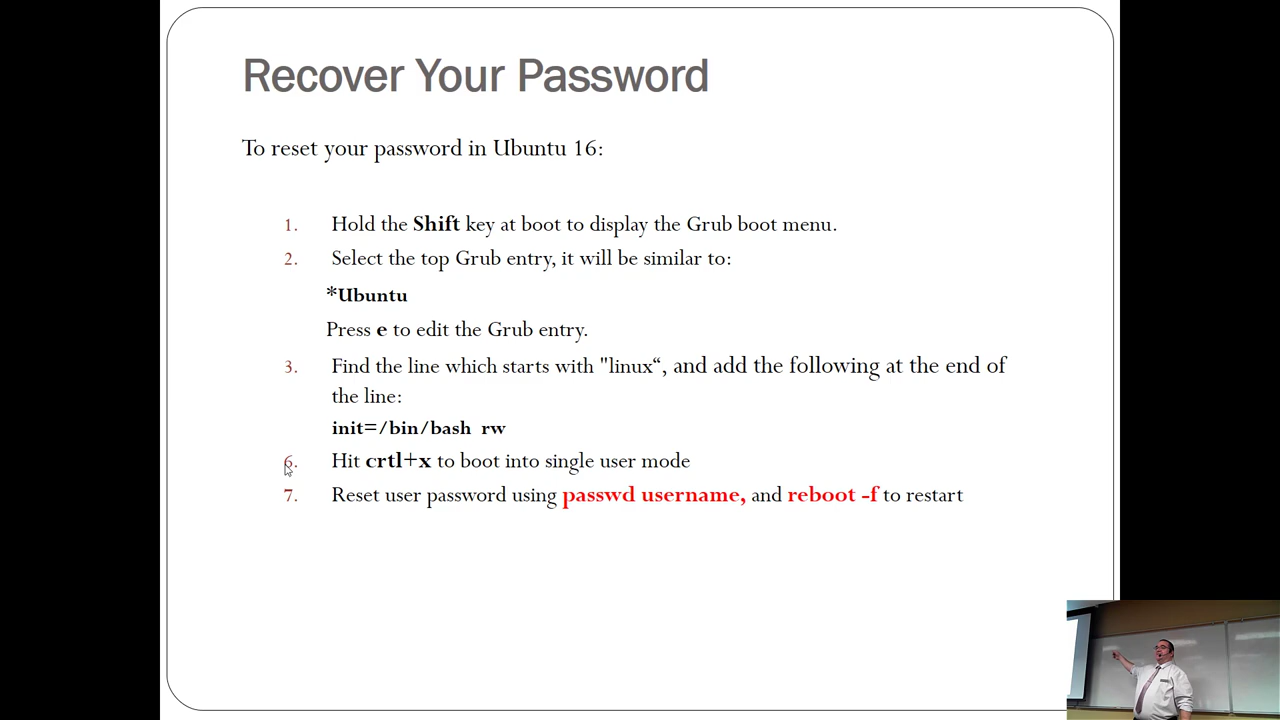 Recover Your Password
To reset your password in Ubuntu 16:
1. Hold the Shift key at boot to display the Grub boot menu.
2. Select the top Grub entry, it will be similar to:
*Ubuntu
Press e to edit the Grub entry.
3. Find the line which starts with "linux“, and add the following at the end of
the line:
init=/bin/bash  rw
6. Hit crtl+x to boot into single user mode
7. Reset user password using passwd username, and reboot -f to restart